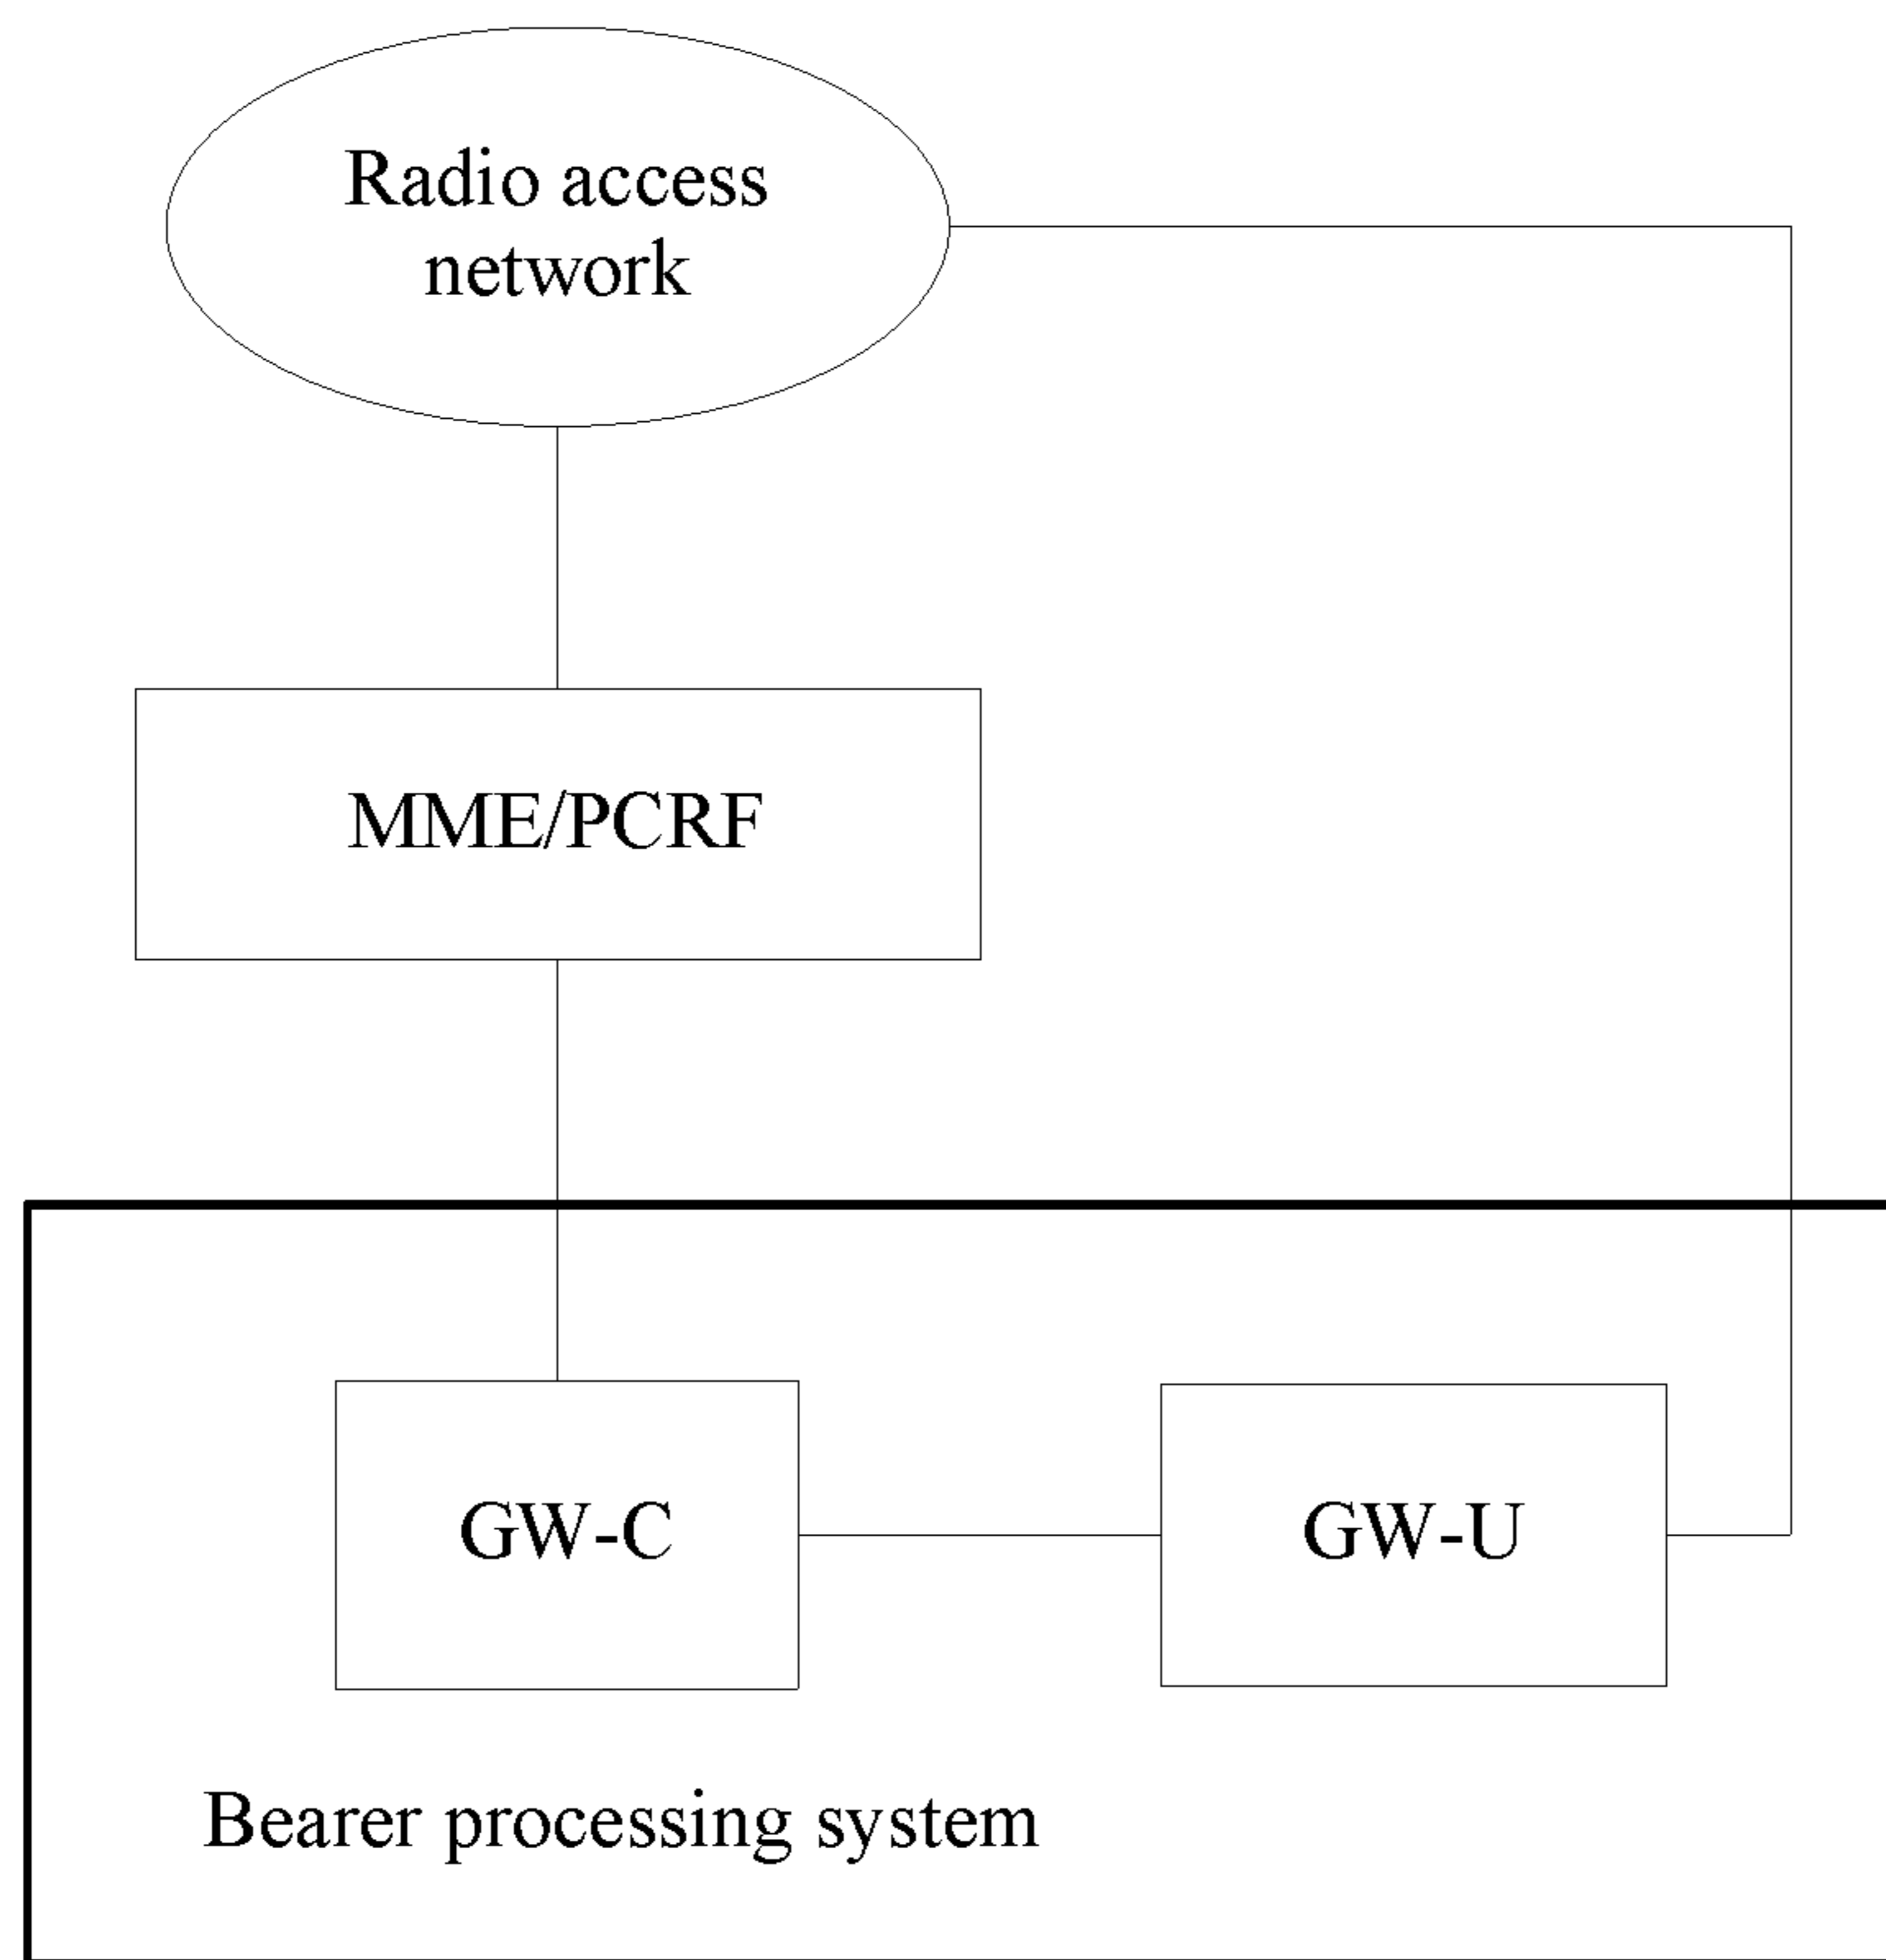 Radio access
network
MME/PCRF
GW-C
GW-U
Bearer processing system